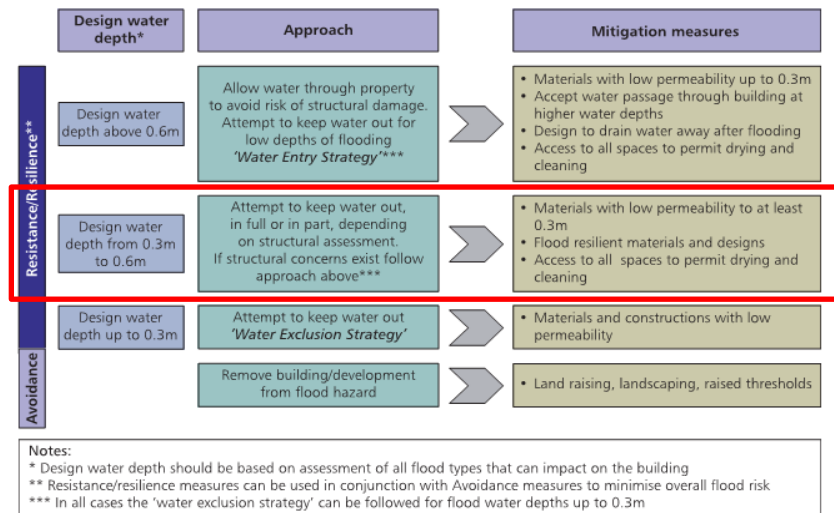 Design water
depth*
Approach
Mitigation measures
Resistance/Resilience**
Design water
depth above 0.6m
Allow water through property
to avoid risk of structural damage.
Attempt to keep water out for
low depths of flooding
'Water Entry Strategy'***
• Materials with low permeability up to 0.3m
• Accept water passage through building at
higher water depths
• Design to drain water away after flooding
• Access to all spaces to permit drying and
cleaning
Design water
depth from 0.3m
to 0.6m
Attempt to keep water out,
in full or in part, depending
on structural assessment.
If structural concerns exist follow
approach above***
• Materials with low permeability to at least
0.3m
• Flood resilient materials and designs
• Access to all spaces to permit drying and
cleaning
Design water
depth up to 0.3m
Attempt to keep water out
'Water Exclusion Strategy'
• Materials and constructions with low
permeability
Avoidance
Remove building/development
from flood hazard
• Land raising, landscaping, raised thresholds
Notes:
* Design water depth should be based on assessment of all flood types that can impact on the building
** Resistance/resilience measures can be used in conjunction with Avoidance measures to minimise overall flood risk
*** In all cases the 'water exclusion strategy' can be followed for flood water depths up to 0.3m